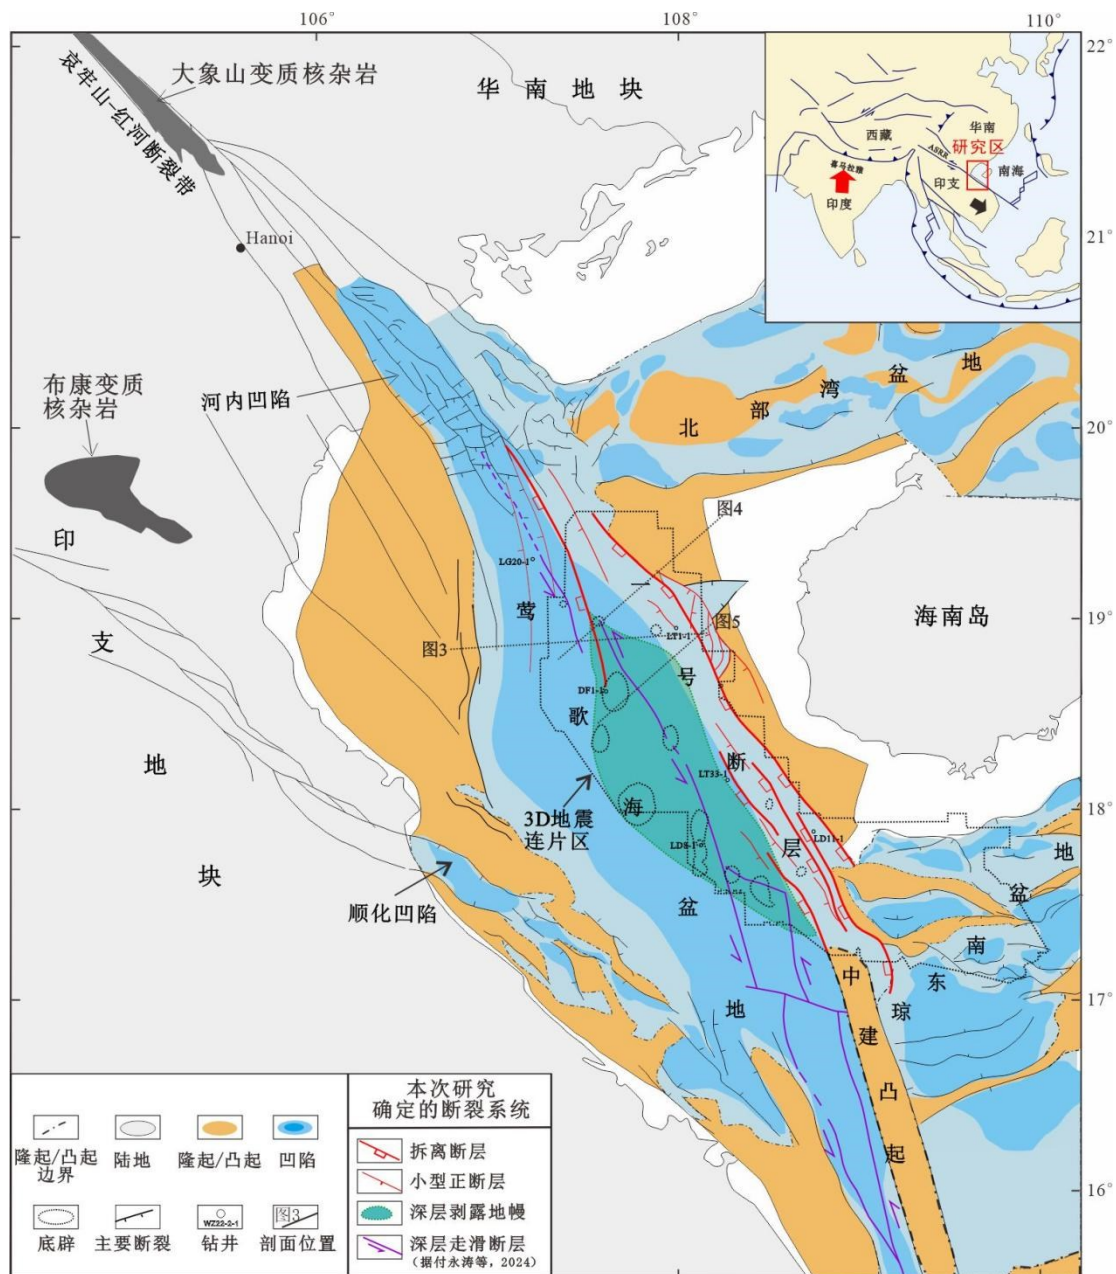 106°
108°
110°
22°
21°
20°
19°
18°
17°
16°
大象山变质核杂岩
哀牢山-红河断裂带
华南地块
Hanoi
西藏
华南
研究区
ASRR
喜马拉雅
南海
印支
印度
布康变质
核杂岩
河内凹陷
北部湾盆地
印支地块
图4
LG20-1
莺歌海盆地
一号断层
图3
图5
LT1-1
海南岛
DF1-1
LT33-1
3D地震
连片区
LD11-1
LD8-1
顺化凹陷
琼东南盆地
中建凸起
隆起/凸起
边界
陆地
隆起/凸起
凹陷
底辟
主要断裂
WZ22-2-1
钻井
图3
剖面位置
本次研究
确定的断裂系统
拆离断层
小型正断层
深层剥露地幔
深层走滑断层
(据付永涛等，2024)